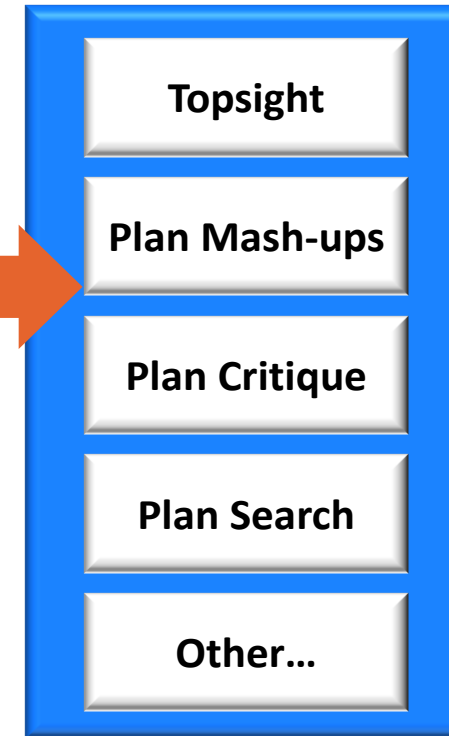 Topsight
Plan Mash-ups
Plan Critique
Plan Search
Other…